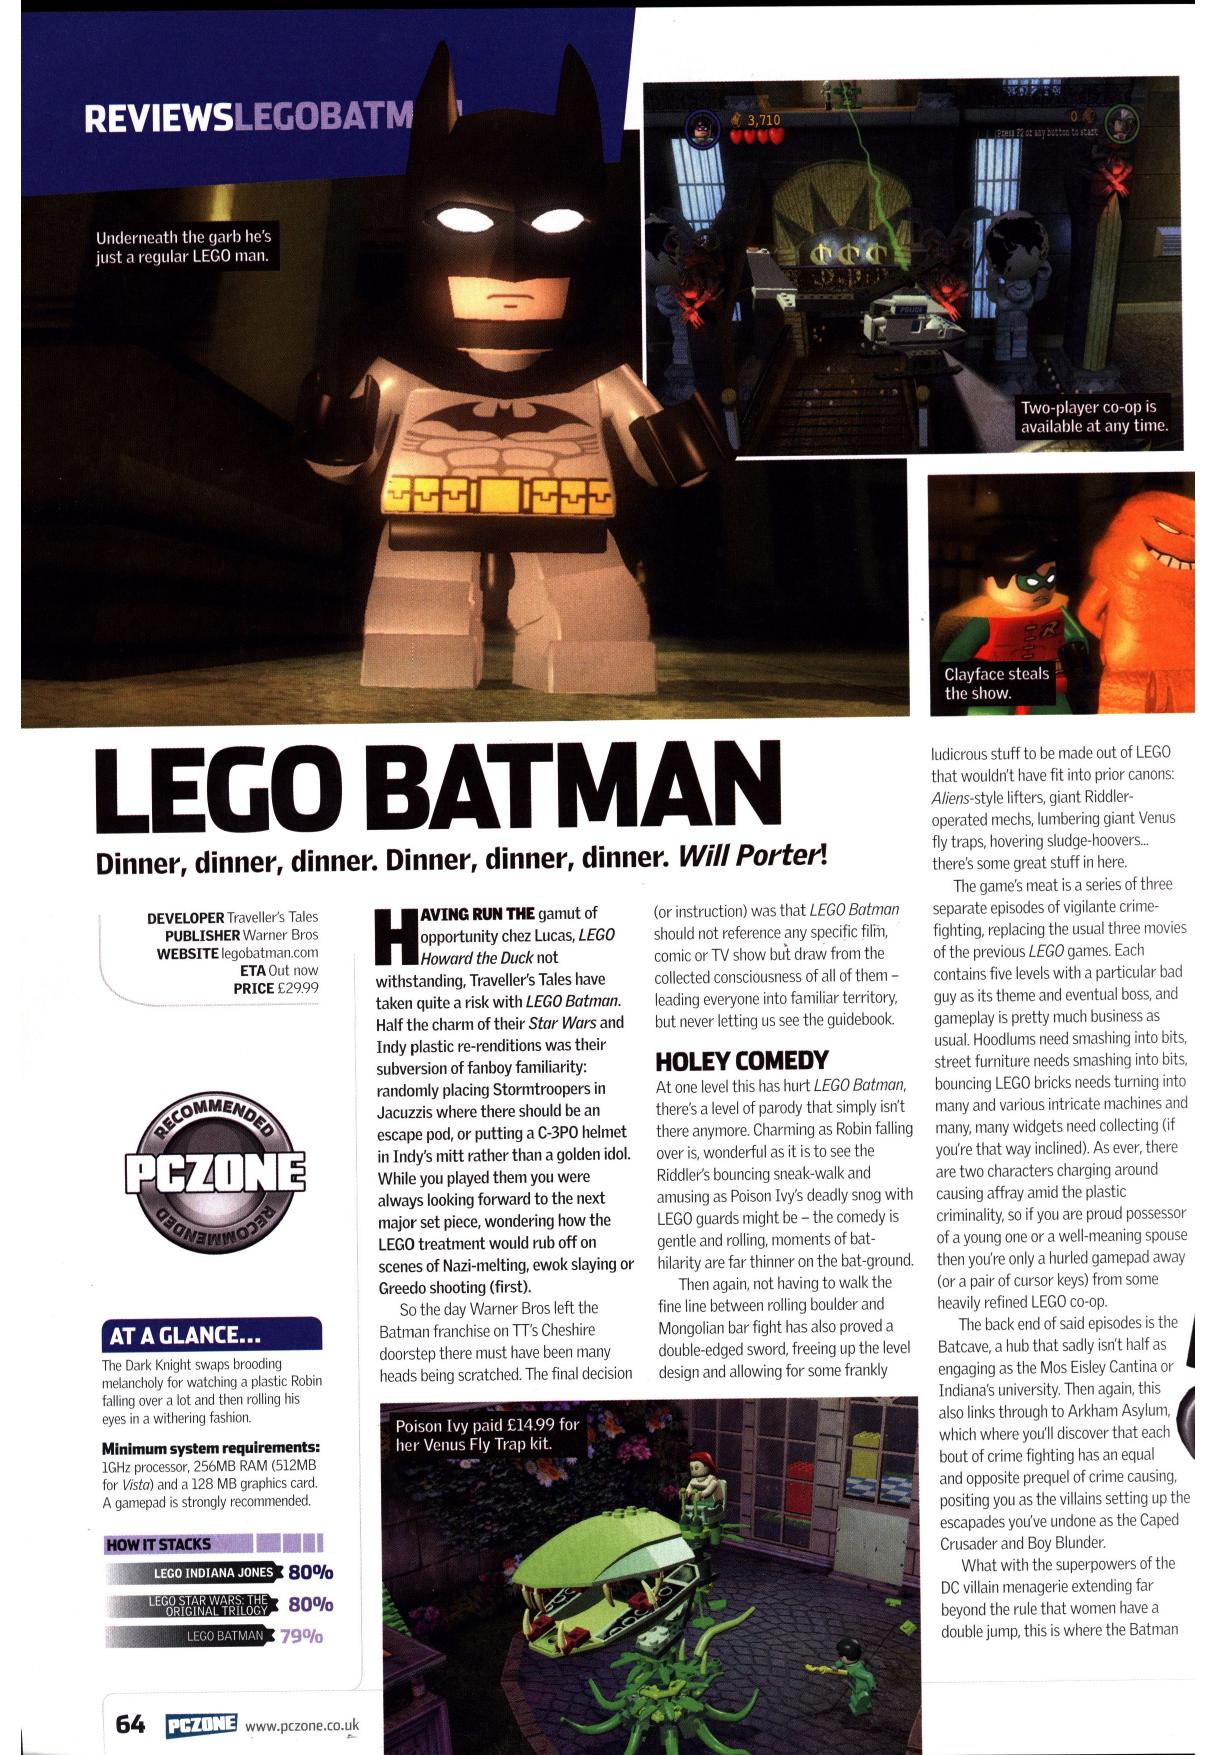 REVIEWSLEGOBATM
Underneath the garb he's
just a regular LEGO man.
3,710
0
(Press F2 or any button to start
POLICE
Two-player co-op is
available at any time.
Clayface steals
the show.
LEGO BATMAN
Dinner, dinner, dinner. Dinner, dinner, dinner. Will Porter!
DEVELOPER Traveller's Tales
PUBLISHER Warner Bros
WEBSITE legobatman.com
ETA Out now
PRICE £29.99
RECOMMENDED
PCZONE
RECOMMENDED
AT A GLANCE...
The Dark Knight swaps brooding
melancholy for watching a plastic Robin
falling over a lot and then rolling his
eyes in a withering fashion.
Minimum system requirements:
1GHz processor, 256MB RAM (512MB
for Vista) and a 128 MB graphics card.
A gamepad is strongly recommended.
HOW IT STACKS
LEGO INDIANA JONES 80%
LEGO STAR WARS: THE
ORIGINAL TRILOGY 80%
LEGO BATMAN 79%
HAVING RUN THE gamut of
opportunity chez Lucas, LEGO
Howard the Duck not
withstanding, Traveller's Tales have
taken quite a risk with LEGO Batman.
Half the charm of their Star Wars and
Indy plastic re-renditions was their
subversion of fanboy familiarity:
randomly placing Stormtroopers in
Jacuzzis where there should be an
escape pod, or putting a C-3PO helmet
in Indy's mitt rather than a golden idol.
While you played them you were
always looking forward to the next
major set piece, wondering how the
LEGO treatment would rub off on
scenes of Nazi-melting, ewok slaying or
Greedo shooting (first).
So the day Warner Bros left the
Batman franchise on TT's Cheshire
doorstep there must have been many
heads being scratched. The final decision
(or instruction) was that LEGO Batman
should not reference any specific film,
comic or TV show but draw from the
collected consciousness of all of them –
leading everyone into familiar territory,
but never letting us see the guidebook.
HOLEY COMEDY
At one level this has hurt LEGO Batman,
there's a level of parody that simply isn't
there anymore. Charming as Robin falling
over is, wonderful as it is to see the
Riddler's bouncing sneak-walk and
amusing as Poison Ivy's deadly snog with
LEGO guards might be – the comedy is
gentle and rolling, moments of bat-
hilarity are far thinner on the bat-ground.
Then again, not having to walk the
fine line between rolling boulder and
Mongolian bar fight has also proved a
double-edged sword, freeing up the level
design and allowing for some frankly
ludicrous stuff to be made out of LEGO
that wouldn't have fit into prior canons:
Aliens-style lifters, giant Riddler-
operated mechs, lumbering giant Venus
fly traps, hovering sludge-hoovers...
there's some great stuff in here.
The game's meat is a series of three
separate episodes of vigilante crime-
fighting, replacing the usual three movies
of the previous LEGO games. Each
contains five levels with a particular bad
guy as its theme and eventual boss, and
gameplay is pretty much business as
usual. Hoodlums need smashing into bits,
street furniture needs smashing into bits,
bouncing LEGO bricks needs turning into
many and various intricate machines and
many, many widgets need collecting (if
you're that way inclined). As ever, there
are two characters charging around
causing affray amid the plastic
criminality, so if you are proud possessor
of a young one or a well-meaning spouse
then you're only a hurled gamepad away
(or a pair of cursor keys) from some
heavily refined LEGO co-op.
The back end of said episodes is the
Batcave, a hub that sadly isn't half as
engaging as the Mos Eisley Cantina or
Indiana's university. Then again, this
also links through to Arkham Asylum,
which where you'll discover that each
bout of crime fighting has an equal
and opposite prequel of crime causing,
positing you as the villains setting up the
escapades you've undone as the Caped
Crusader and Boy Blunder.
What with the superpowers of the
DC villain menagerie extending far
beyond the rule that women have a
double jump, this is where the Batman
Poison Ivy paid £14.99 for
her Venus Fly Trap kit.
64 PCZONE www.pczone.co.uk